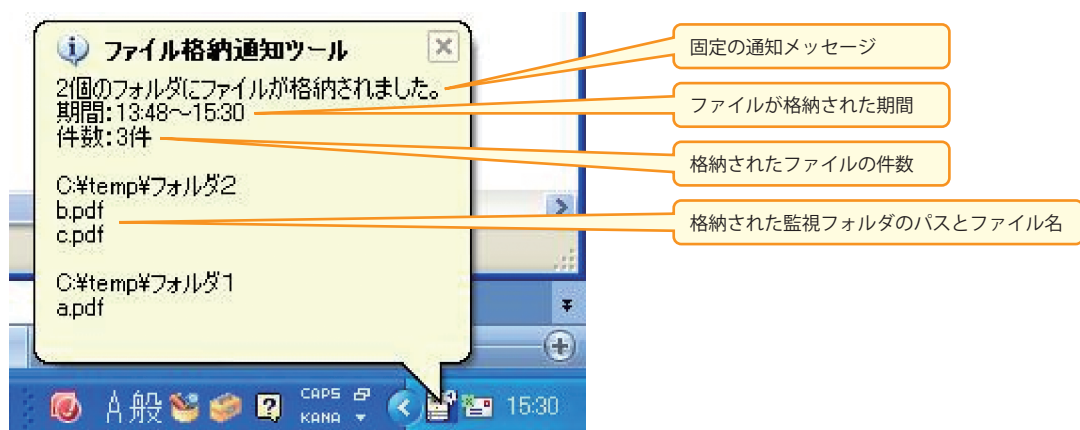 ファイル格納通知ツール
2個のフォルダにファイルが格納されました。
期間:13:48～15:30
件数:3件
C:¥temp¥フォルダ2
b.pdf
c.pdf
C:¥temp¥フォルダ1
a.pdf
固定の通知メッセージ
ファイルが格納された期間
格納されたファイルの件数
格納された監視フォルダのパスとファイル名
A 般
CAPS
KANA
15:30